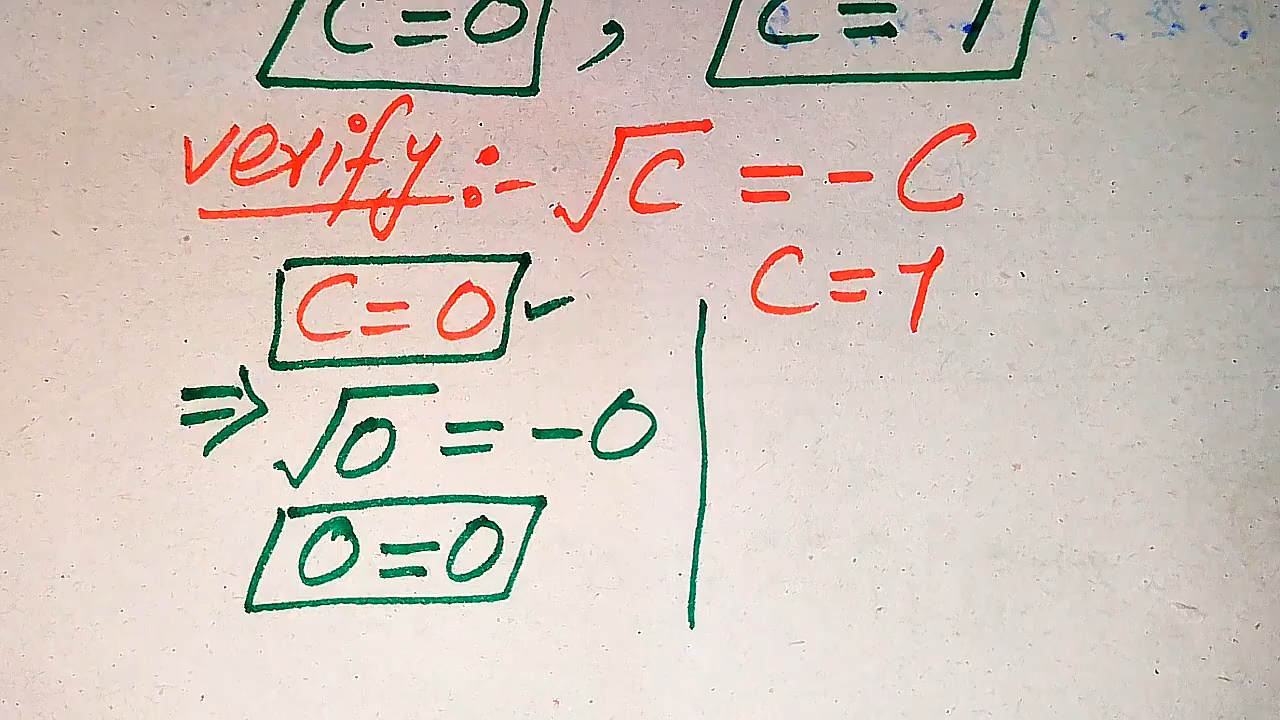 C=0 , C=1
verify:- √C = -C
C=0 ✓ C=1
⇒ √0 = -0
0=0